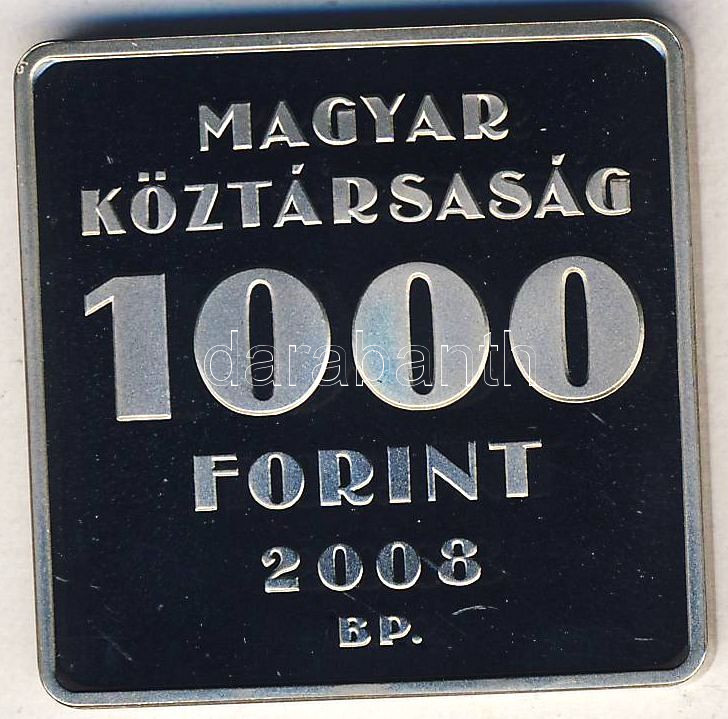 MAGYAR
KÖZTÁRSASÁG
1000
darabanth
FORINT
2008
BP.